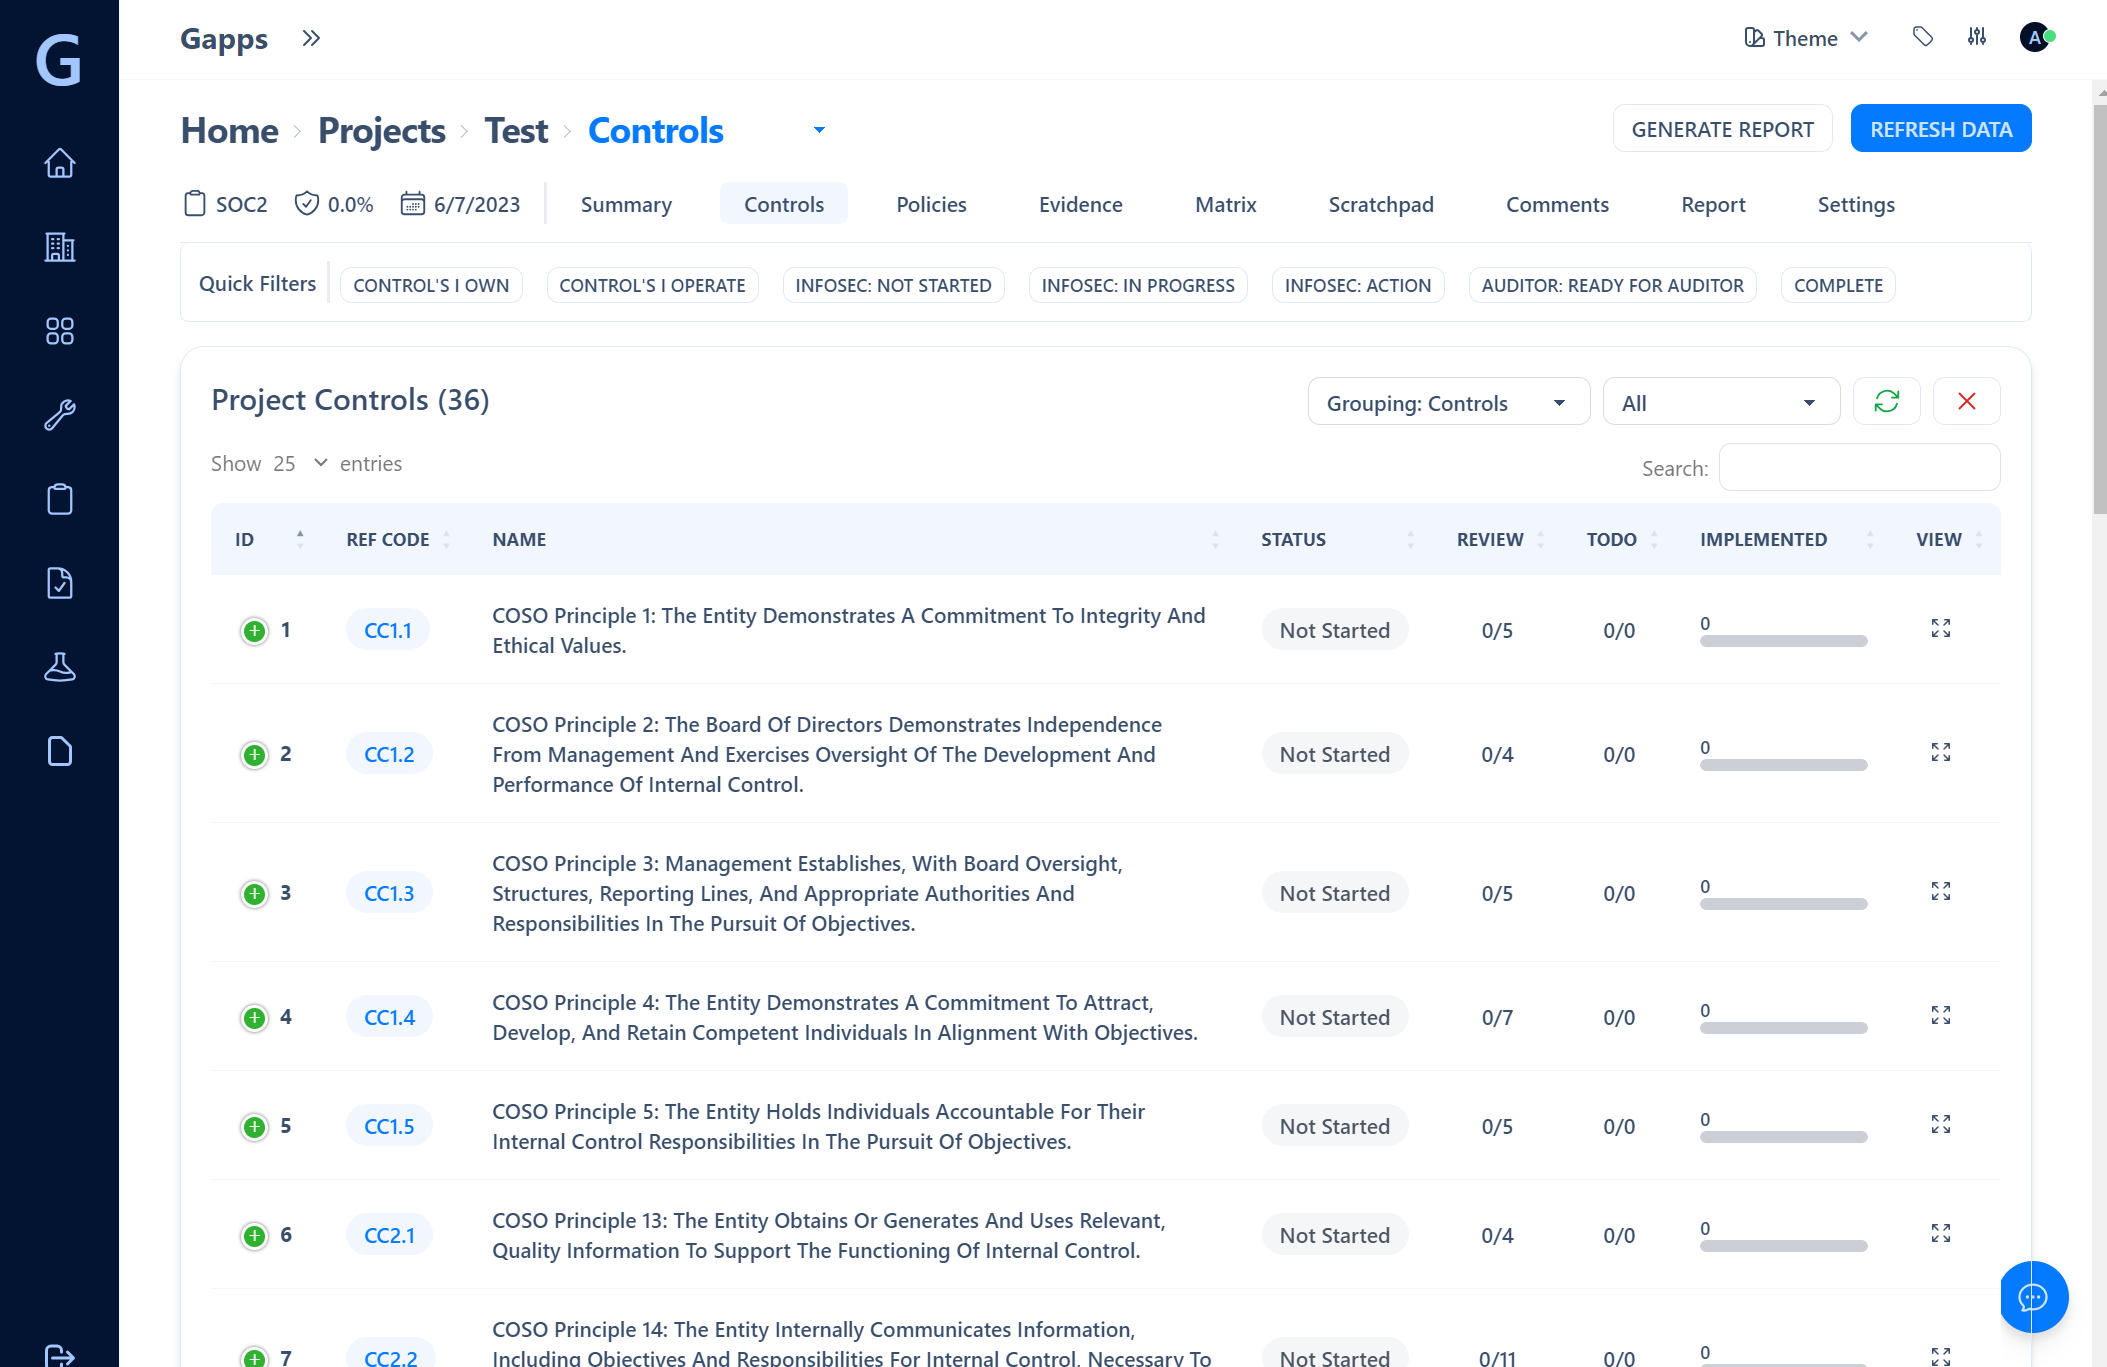 G
Gapps
Theme
A
Home
Projects
Test
Controls
GENERATE REPORT
REFRESH DATA
SOC2
0.0%
6/7/2023
Summary
Controls
Policies
Evidence
Matrix
Scratchpad
Comments
Report
Settings
Quick Filters
CONTROL'S I OWN
CONTROL'S I OPERATE
INFOSEC: NOT STARTED
INFOSEC: IN PROGRESS
INFOSEC: ACTION
AUDITOR: READY FOR AUDITOR
COMPLETE
Project Controls (36)
Grouping: Controls
All
Show 25 entries
Search:
ID
REF CODE
NAME
STATUS
REVIEW
TODO
IMPLEMENTED
VIEW
1
CC1.1
COSO Principle 1: The Entity Demonstrates A Commitment To Integrity And
Ethical Values.
Not Started
0/5
0/0
0
2
CC1.2
COSO Principle 2: The Board Of Directors Demonstrates Independence
From Management And Exercises Oversight Of The Development And
Performance Of Internal Control.
Not Started
0/4
0/0
0
3
CC1.3
COSO Principle 3: Management Establishes, With Board Oversight,
Structures, Reporting Lines, And Appropriate Authorities And
Responsibilities In The Pursuit Of Objectives.
Not Started
0/5
0/0
0
4
CC1.4
COSO Principle 4: The Entity Demonstrates A Commitment To Attract,
Develop, And Retain Competent Individuals In Alignment With Objectives.
Not Started
0/7
0/0
0
5
CC1.5
COSO Principle 5: The Entity Holds Individuals Accountable For Their
Internal Control Responsibilities In The Pursuit Of Objectives.
Not Started
0/5
0/0
0
6
CC2.1
COSO Principle 13: The Entity Obtains Or Generates And Uses Relevant,
Quality Information To Support The Functioning Of Internal Control.
Not Started
0/4
0/0
0
7
CC2.2
COSO Principle 14: The Entity Internally Communicates Information,
Including Objectives And Responsibilities For Internal Control, Necessary To
Not Started
0/11
0/0
0